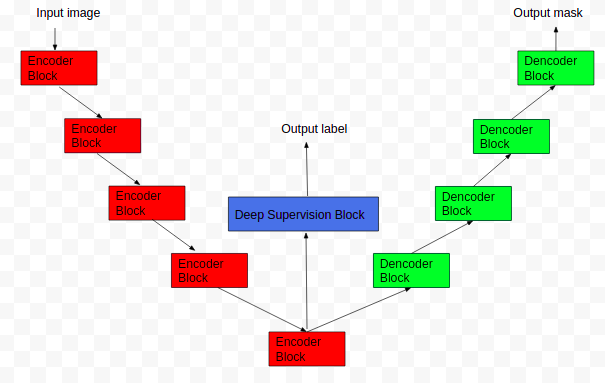 Input image
Output mask
Encoder
Block
Dencoder
Block
Encoder
Block
Output label
Dencoder
Block
Encoder
Block
Deep Supervision Block
Dencoder
Block
Encoder
Block
Dencoder
Block
Encoder
Block